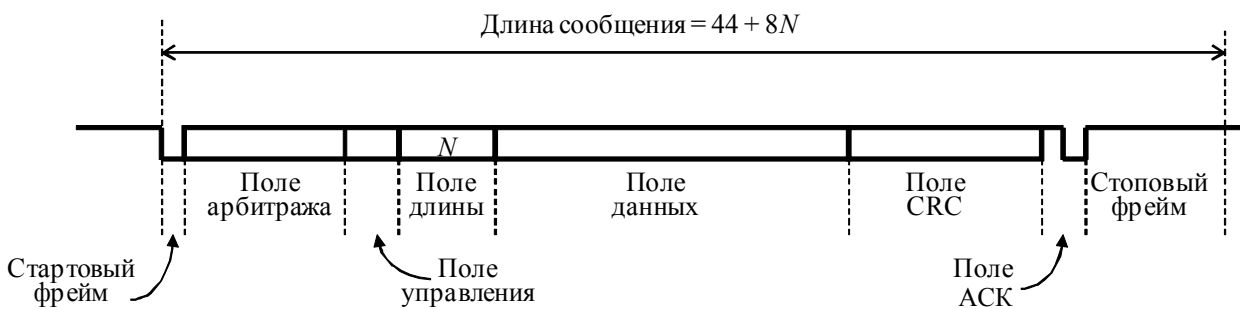 Длина сообщения = 44 + 8N
N
Поле
арбитража
Поле
длины
Поле
данных
Поле
CRC
Стоповый
фрейм
Стартовый
фрейм
Поле
управления
Поле
АСК